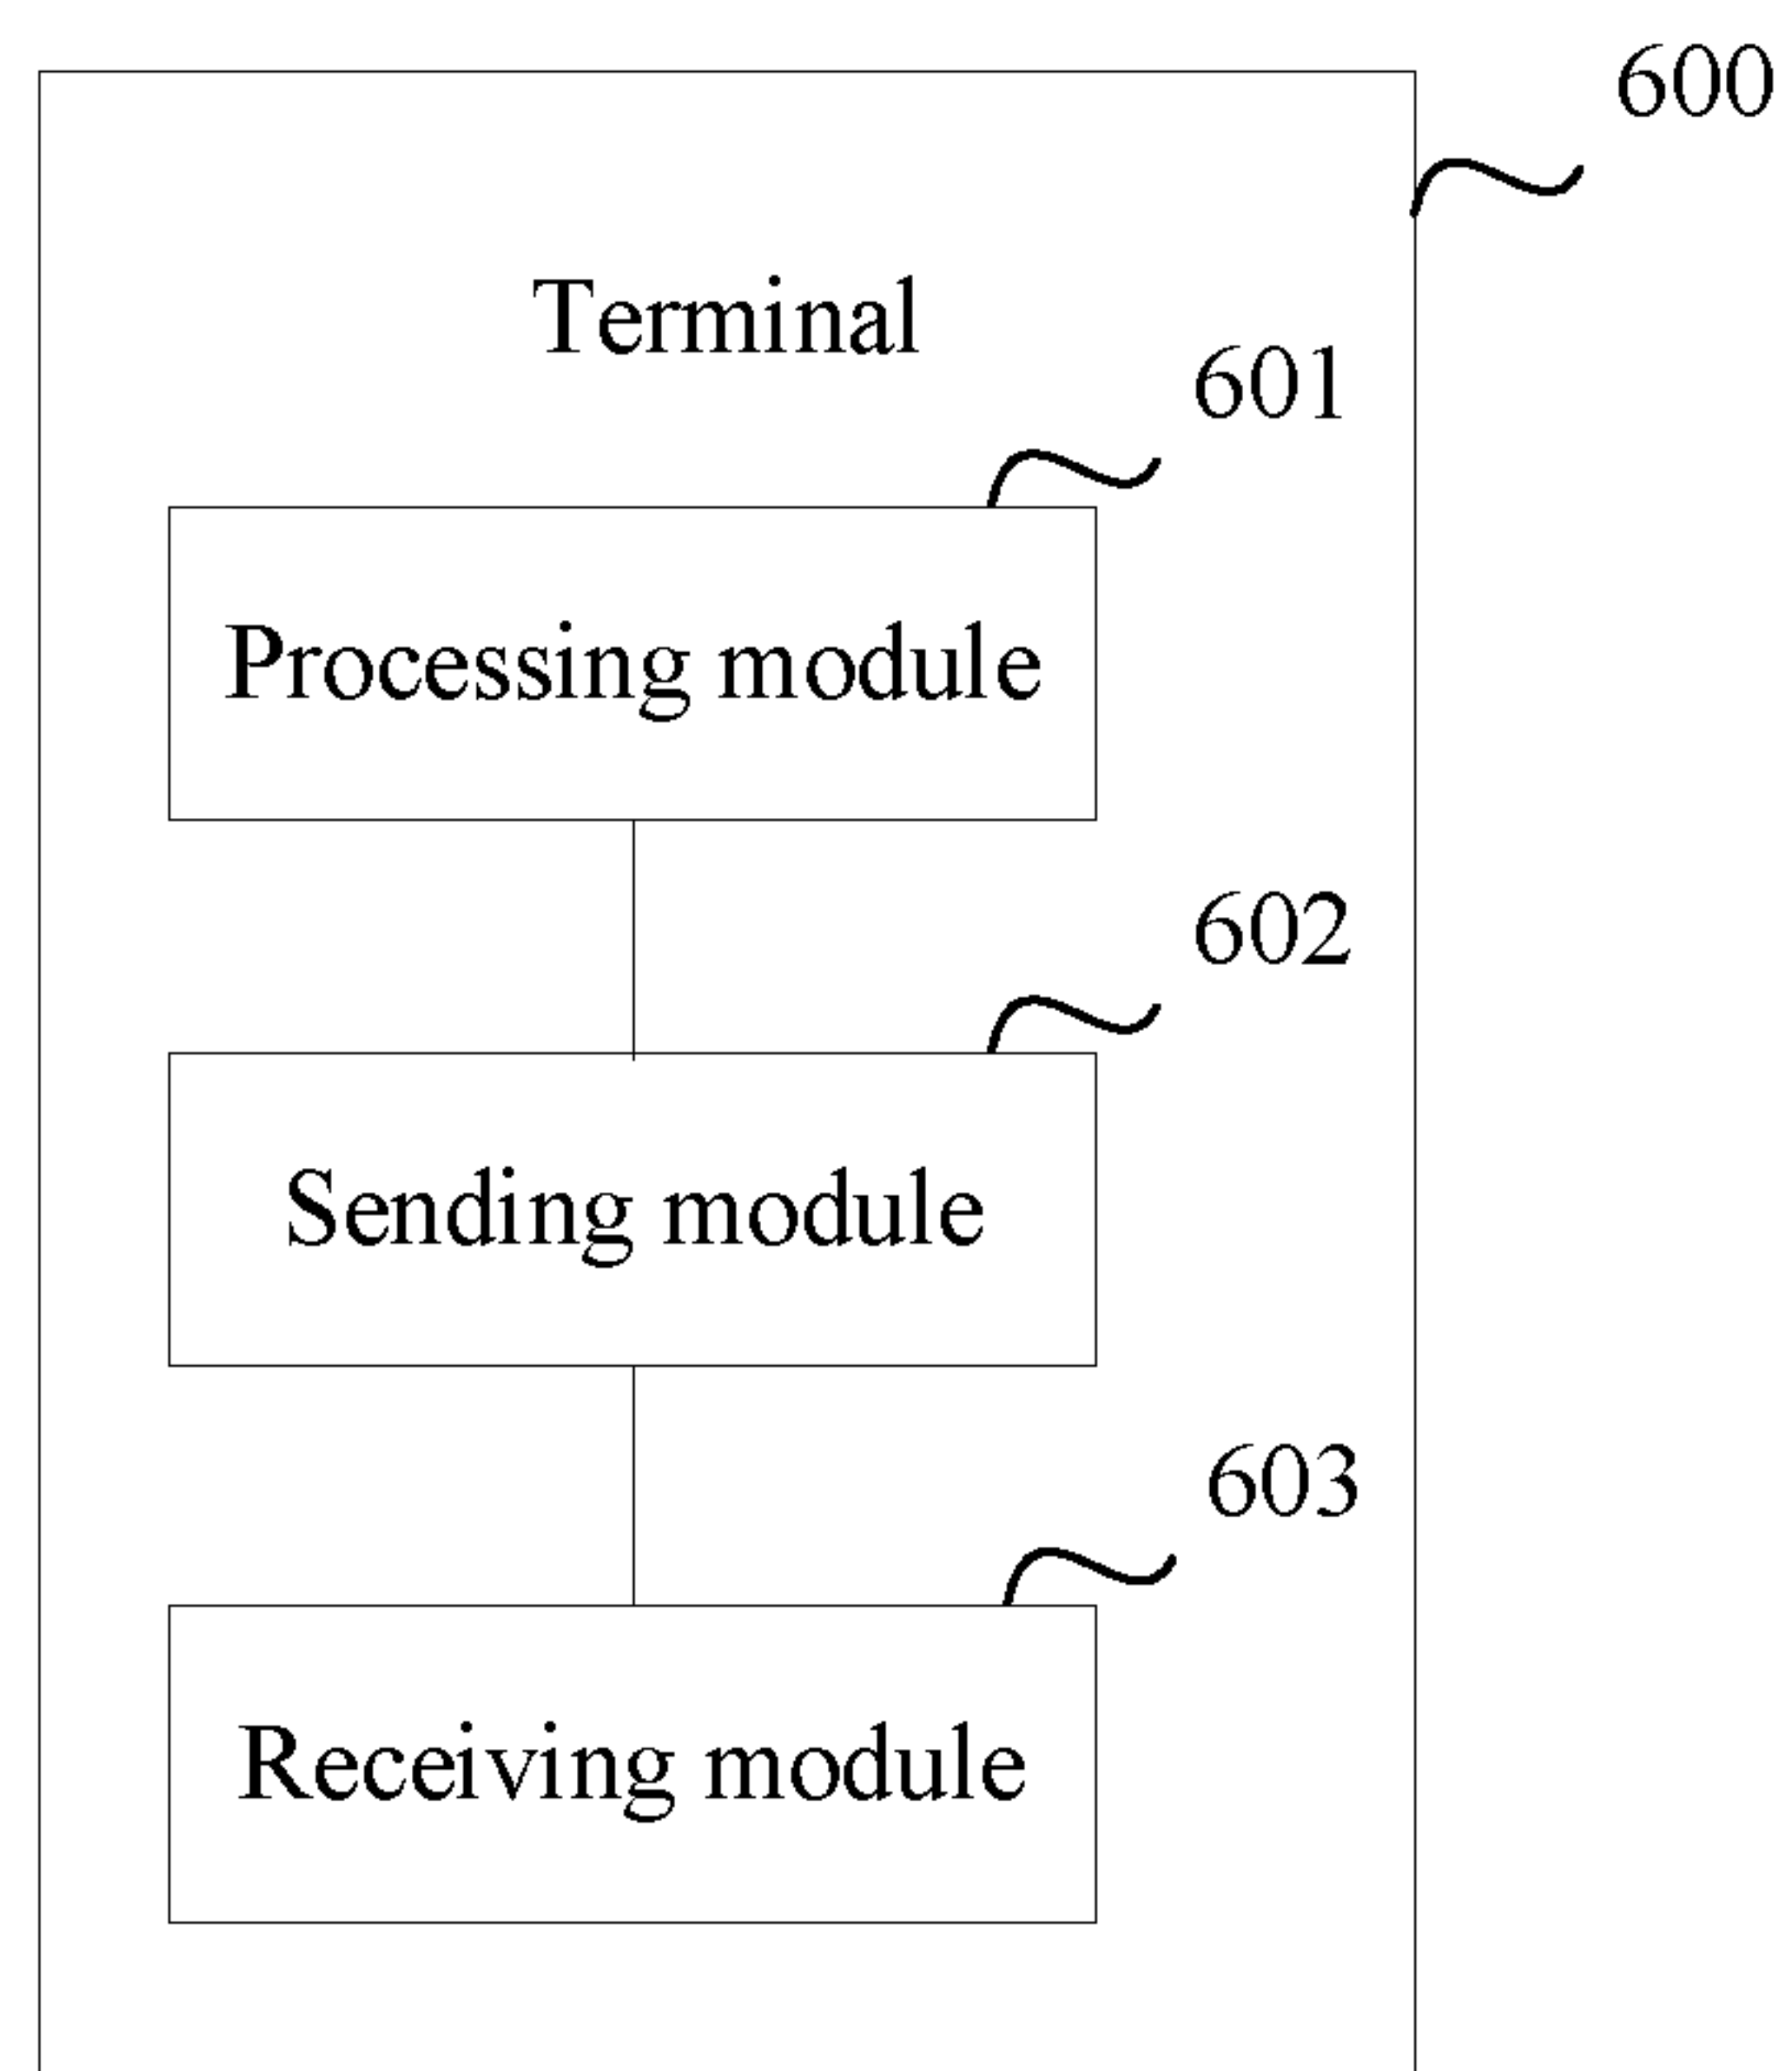 600
Terminal
601
Processing module
602
Sending module
603
Receiving module